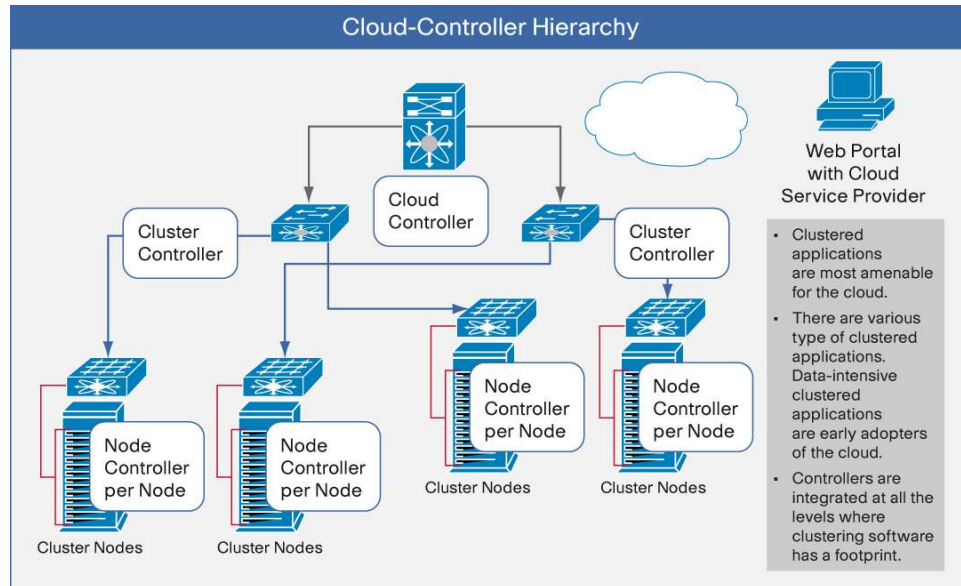 Cloud-Controller Hierarchy
Cloud
Controller
Cluster
Controller
Cluster
Controller
Web Portal
with Cloud
Service Provider
▪ Clustered
applications
are most amenable
for the cloud.
▪ There are various
type of clustered
applications.
Data-intensive
clustered
applications
are early adopters
of the cloud.
▪ Controllers are
integrated at all the
levels where
clustering software
has a footprint.
Node
Controller
per Node
Cluster Nodes
Node
Controller
per Node
Cluster Nodes
Node
Controller
per Node
Cluster Nodes
Node
Controller
per Node
Cluster Nodes